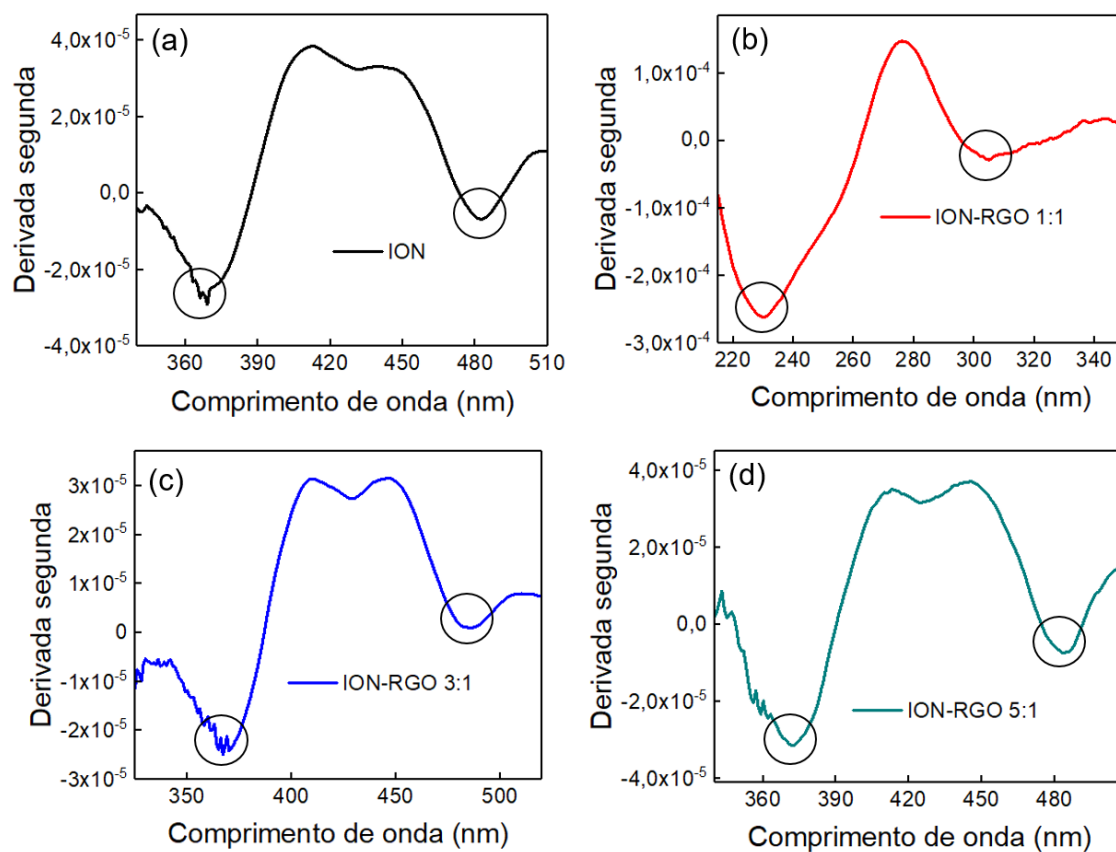 (a)
Derivada segunda
4,0x10⁻⁵
2,0x10⁻⁵
0,0
-2,0x10⁻⁵
-4,0x10⁻⁵
ION
360 390 420 450 480 510
Comprimento de onda (nm)
(b)
Derivada segunda
1,0x10⁻⁴
0,0
-1,0x10⁻⁴
-2,0x10⁻⁴
-3,0x10⁻⁴
ION-RGO 1:1
220 240 260 280 300 320 340
Comprimento de onda (nm)
(c)
Derivada segunda
3x10⁻⁵
2x10⁻⁵
1x10⁻⁵
0
-1x10⁻⁵
-2x10⁻⁵
-3x10⁻⁵
ION-RGO 3:1
350 400 450 500
Comprimento de onda (nm)
(d)
Derivada segunda
4,0x10⁻⁵
2,0x10⁻⁵
0,0
-2,0x10⁻⁵
-4,0x10⁻⁵
ION-RGO 5:1
360 390 420 450 480
Comprimento de onda (nm)